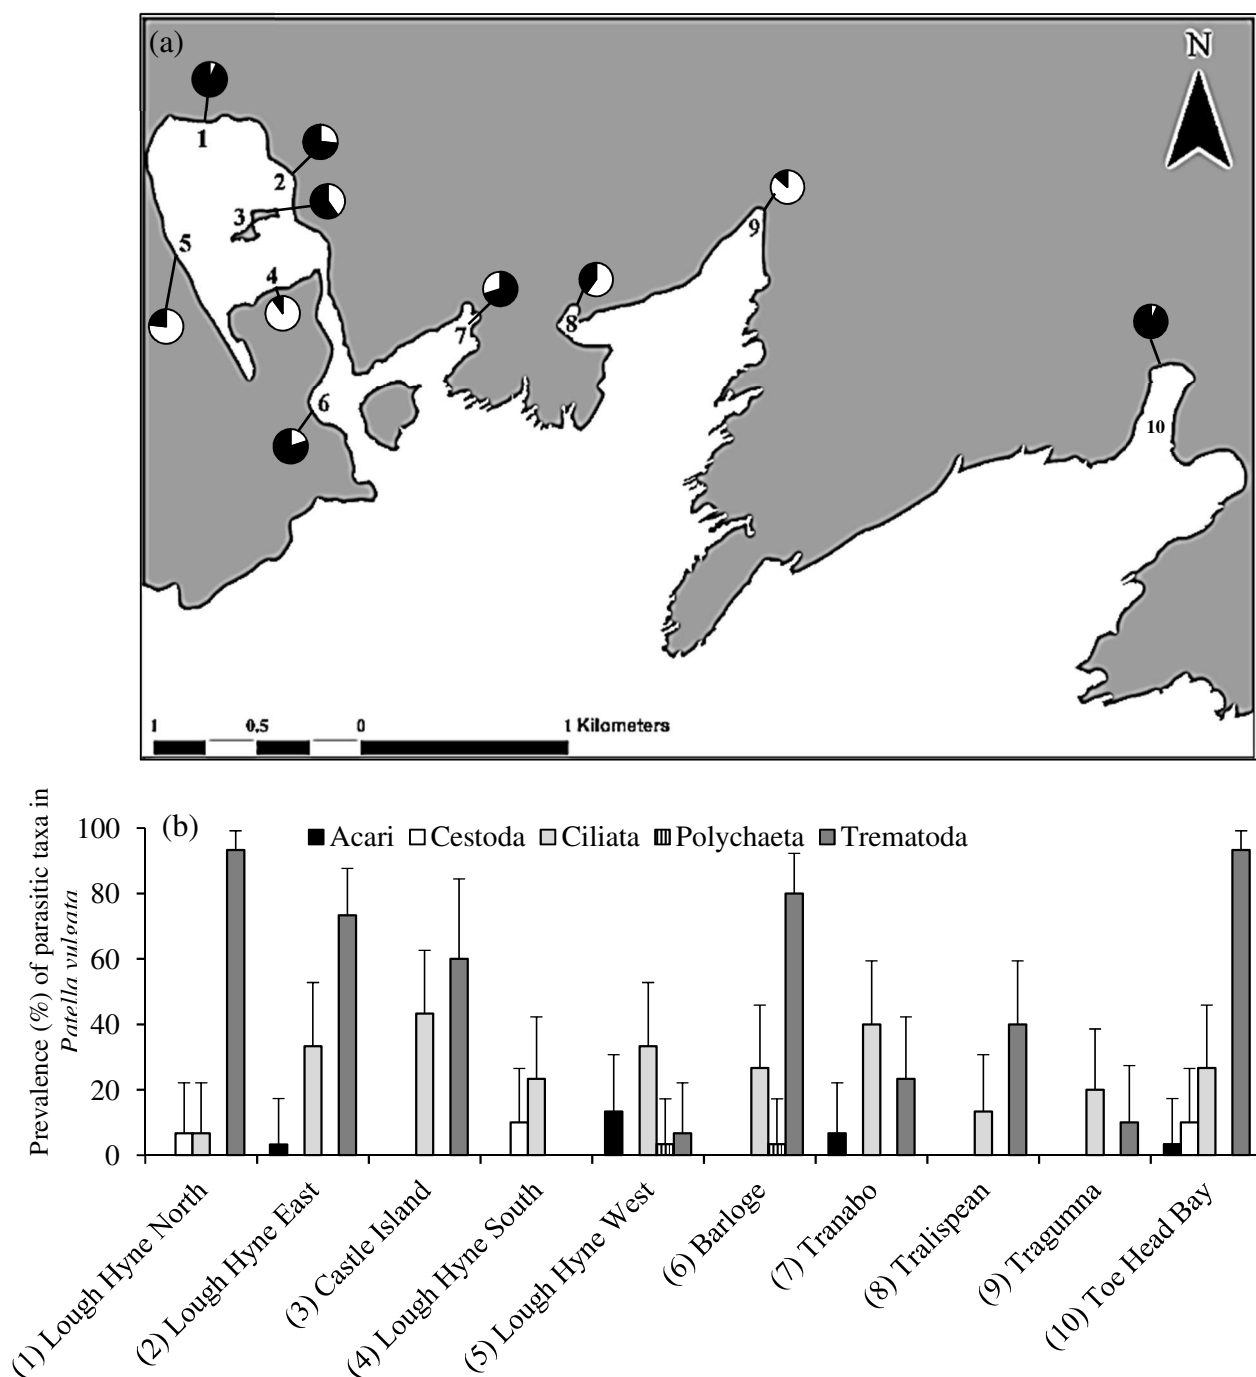 (a)
N
1
2
3
5
4
9
7
8
6
10
1 0.5 0 1 Kilometers
(b)
Acari Cestoda Ciliata Polychaeta Trematoda
Prevalence (%) of parasitic taxa in
Patella vulgata
100
80
60
40
20
0
(1) Lough Hyne North
(2) Lough Hyne East
(3) Castle Island
(4) Lough Hyne South
(5) Lough Hyne West
(6) Barloge
(7) Tranabo
(8) Tralispean
(9) Tragumna
(10) Toe Head Bay